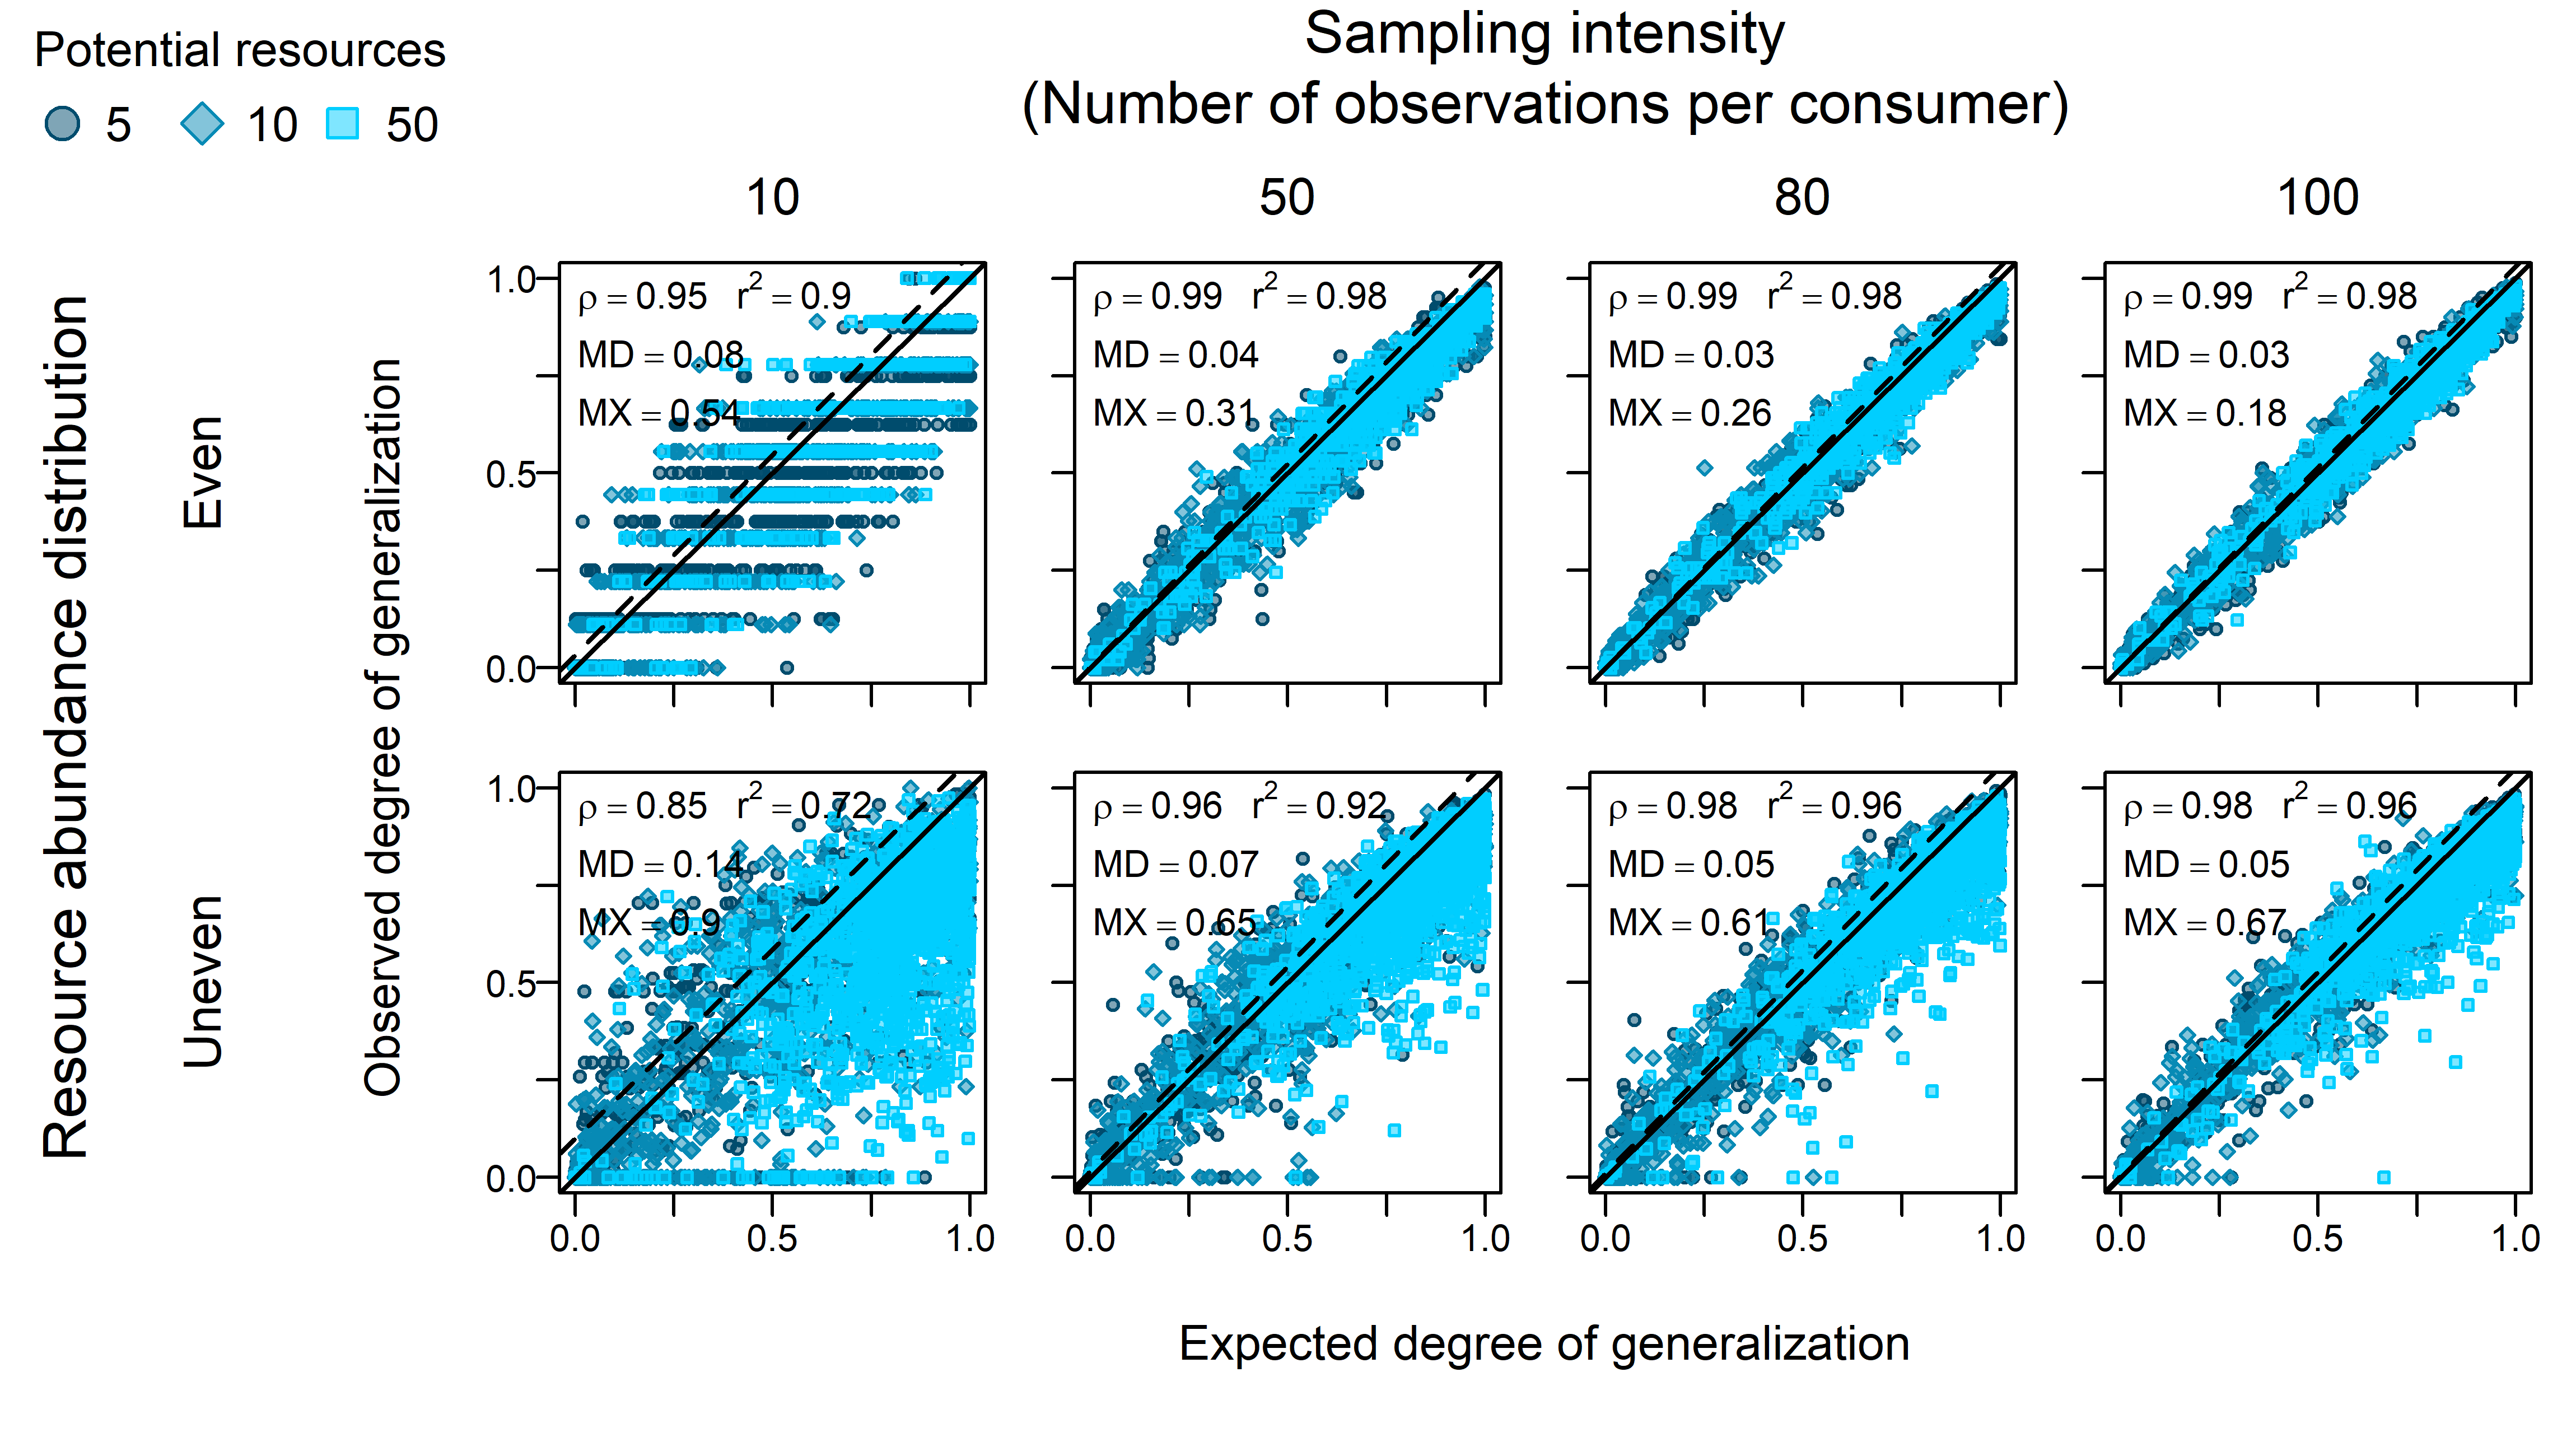 Potential resources
5 10 50
Sampling intensity
(Number of observations per consumer)
10 50 80 100
Resource abundance distribution
Even
Uneven
Observed degree of generalization
1.0
0.5
0.0
ρ = 0.95 r² = 0.9
MD = 0.08
MX = 0.54
ρ = 0.99 r² = 0.98
MD = 0.04
MX = 0.31
ρ = 0.99 r² = 0.98
MD = 0.03
MX = 0.26
ρ = 0.99 r² = 0.98
MD = 0.03
MX = 0.18
1.0
0.5
0.0
ρ = 0.85 r² = 0.72
MD = 0.14
MX = 0.9
ρ = 0.96 r² = 0.92
MD = 0.07
MX = 0.65
ρ = 0.98 r² = 0.96
MD = 0.05
MX = 0.61
ρ = 0.98 r² = 0.96
MD = 0.05
MX = 0.67
0.0 0.5 1.0 0.0 0.5 1.0 0.0 0.5 1.0 0.0 0.5 1.0
Expected degree of generalization